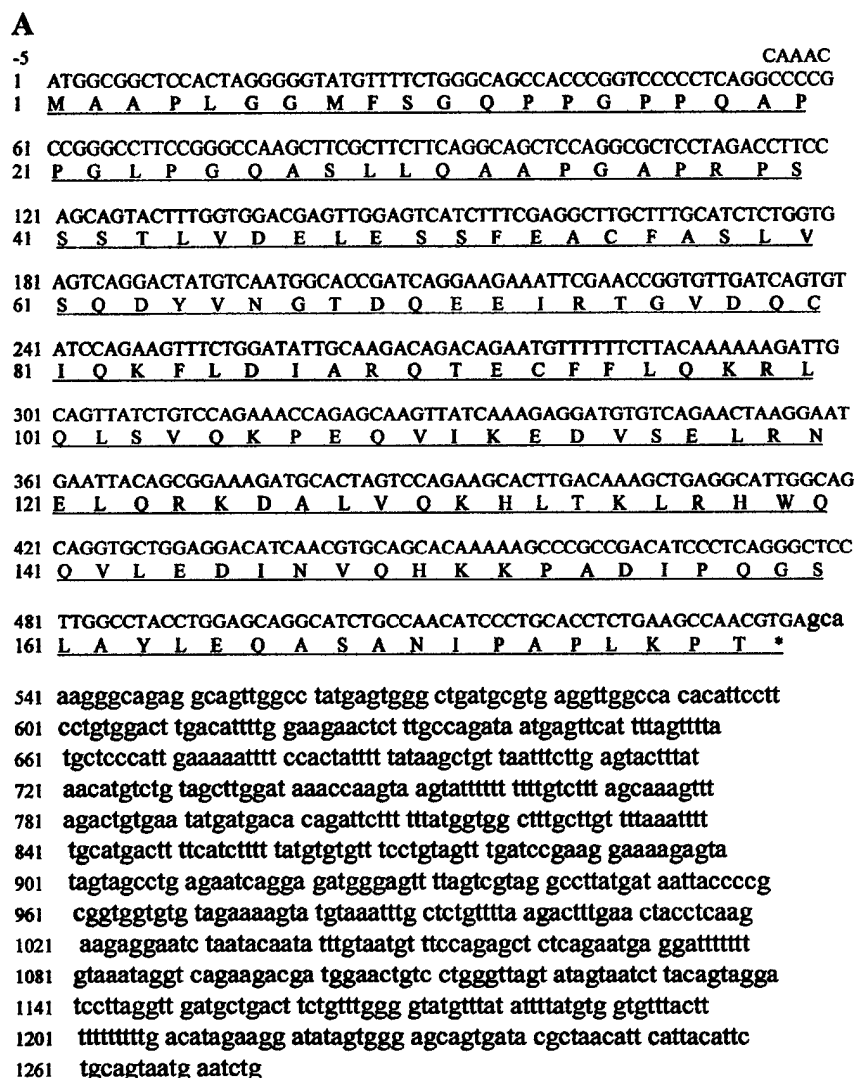 A
-5 CAAAC
1 ATGGCGGCTCCACTAGGGGGTATGTTTTCTGGGCAGCCACCCGGTCCCCCTCAGGCCCCG
1 M A A P L G G M F S G Q P P G P P Q A P
61 CCGGGCCTTCCGGGCCAAGCTTCGCTTCTTCAGGCAGCTCCAGGCGCTCCTAGACCTTCC
21 P G L P G Q A S L L Q A A P G A P R P S
121 AGCAGTACTTTGGTGGACGAGTTGGAGTCATCTTTCGAGGCTTGCTTTGCATCTCTGGTG
41 S S T L V D E L E S S F E A C F A S L V
181 AGTCAGGACTATGTCAATGGCACCGATCAGGAAGAAATTCGAACCGGTGTTGATCAGTGT
61 S Q D Y V N G T D Q E E I R T G V D Q C
241 ATCCAGAAGTTTCTGGATATTGCAAGACAGACAGAATGTTTTTTCTTACAAAAAAGATTG
81 I Q K F L D I A R Q T E C F F L Q K R L
301 CAGTTATCTGTCCAGAAACCAGAGCAAGTTATCAAAGAGGATGTGTCAGAACTAAGGAAT
101 Q L S V Q K P E Q V I K E D V S E L R N
361 GAATTACAGCGGAAAGATGCACTAGTCCAGAAGCACTTGACAAAGCTGAGGCATTGGCAG
121 E L Q R K D A L V Q K H L T K L R H W Q
421 CAGGTGCTGGAGGACATCAACGTGCAGCACAAAAAGCCCGCCGACATCCCTCAGGGCTCC
141 Q V L E D I N V Q H K K P A D I P Q G S
481 TTGGCCTACCTGGAGCAGGCATCTGCCAACATCCCTGCACCTCTGAAGCCAACGTGAgca
161 L A Y L E Q A S A N I P A P L K P T *
541 aagggcagag gcagttggcc tatgagtggg ctgatgcgtg aggttggcca cacattcctt
601 cctgtggact tgacattttg gaagaactct ttgccagata atgagttcat tttagtttta
661 tgctcccatt gaaaaatttt ccactatttt tataagctgt taatttcttg agtactttat
721 aacatgtctg tagcttggat aaaccaagta agtatttttt ttttgtcttt agcaaagttt
781 agactgtgaa tatgatgaca cagattcttt tttatggtgg ctttgcttgt tttaaatttt
841 tgcatgactt ttcatctttt tatgtgtgtt tcctgtagtt tgatccgaag gaaaagagta
901 tagtagcctg agaatcagga gatgggagtt ttagtcgtag gccttatgat aattaccccg
961 cggtggtgtg tagaaaagta tgtaaatttg ctctgtttta agactttgaa ctacctcaag
1021 aagaggaatc taatacaata tttgtaatgt ttccagagct ctcagaatga ggattttttt
1081 gtaaataggt cagaagacga tggaactgtc ctgggttagt atagtaatct tacagtagga
1141 tccttaggtt gatgctgact tctgtttggg gtatgtttat attttatgtg gtgtttactt
1201 tttttttttg acatagaagg atatagtggg agcagtgata cgctaacatt cattacattc
1261 tgcagtaatg aatctg